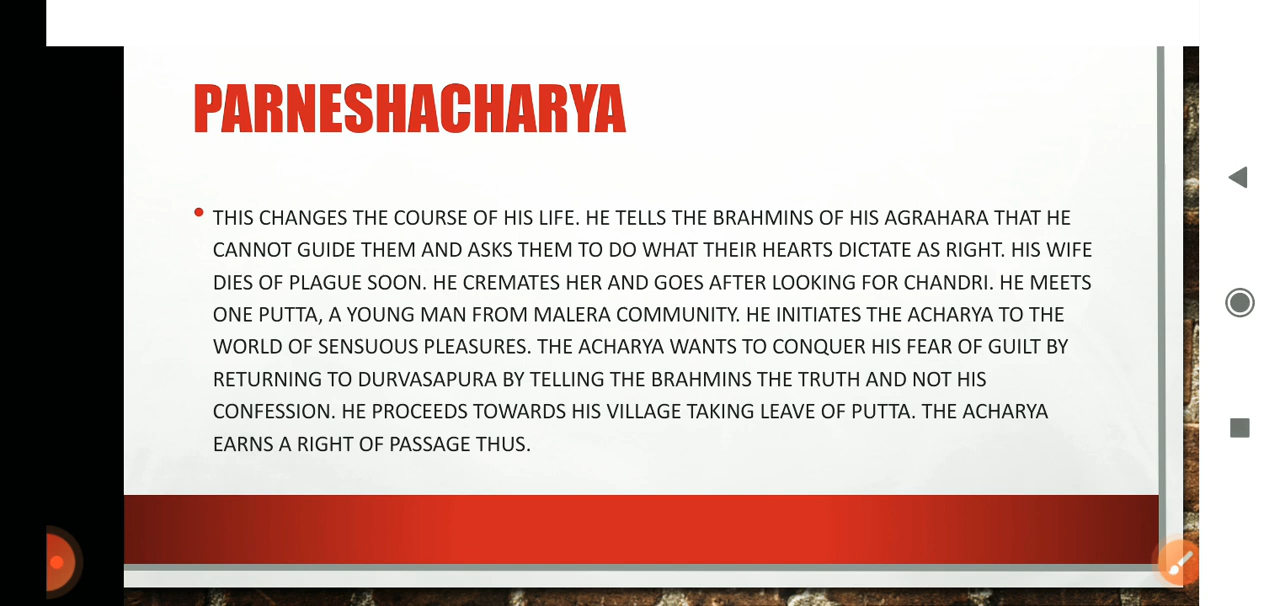 PARNESHACHARYA
• THIS CHANGES THE COURSE OF HIS LIFE. HE TELLS THE BRAHMINS OF HIS AGRAHARA THAT HE
CANNOT GUIDE THEM AND ASKS THEM TO DO WHAT THEIR HEARTS DICTATE AS RIGHT. HIS WIFE
DIES OF PLAGUE SOON. HE CREMATES HER AND GOES AFTER LOOKING FOR CHANDRI. HE MEETS
ONE PUTTA, A YOUNG MAN FROM MALERA COMMUNITY. HE INITIATES THE ACHARYA TO THE
WORLD OF SENSUOUS PLEASURES. THE ACHARYA WANTS TO CONQUER HIS FEAR OF GUILT BY
RETURNING TO DURVASAPURA BY TELLING THE BRAHMINS THE TRUTH AND NOT HIS
CONFESSION. HE PROCEEDS TOWARDS HIS VILLAGE TAKING LEAVE OF PUTTA. THE ACHARYA
EARNS A RIGHT OF PASSAGE THUS.